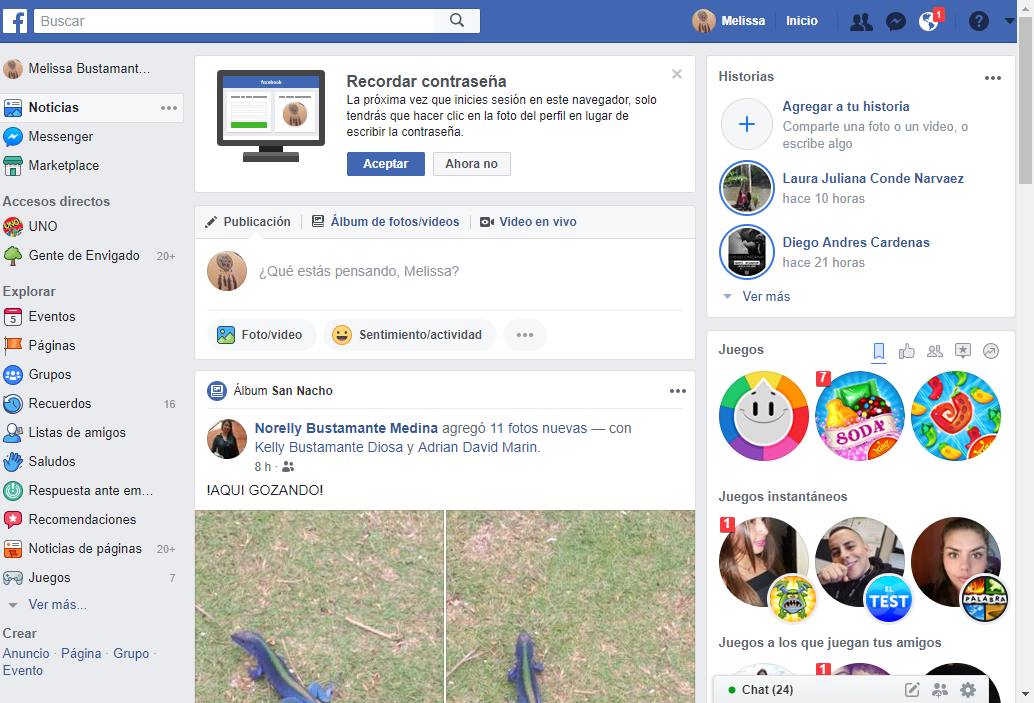 Buscar
Melissa
Inicio
1
Melissa Bustamant...
Noticias
Messenger
Marketplace
Accesos directos
UNO
Gente de Envigado 20+
Explorar
5
Eventos
Páginas
Grupos
Recuerdos 16
Listas de amigos
Saludos
Respuesta ante em...
Recomendaciones
Noticias de páginas 20+
Juegos 7
Ver más...
Crear
Anuncio · Página · Grupo ·
Evento
facebook
Recordar contraseña
La próxima vez que inicies sesión en este navegador, solo
tendrás que hacer clic en la foto del perfil en lugar de
escribir la contraseña.
Aceptar
Ahora no
Publicación
Álbum de fotos/videos
Video en vivo
¿Qué estás pensando, Melissa?
Foto/video
Sentimiento/actividad
Álbum San Nacho
Norelly Bustamante Medina agregó 11 fotos nuevas — con
Kelly Bustamante Diosa y Adrian David Marin.
8 h ·
!AQUI GOZANDO!
Historias
Agregar a tu historia
Comparte una foto o un video, o
escribe algo
Laura Juliana Conde Narvaez
hace 10 horas
Diego Andres Cardenas
hace 21 horas
Ver más
Juegos
7
SODA
Juegos instantáneos
1
EL
TEST
PALABRA
Juegos a los que juegan tus amigos
1
Chat (24)